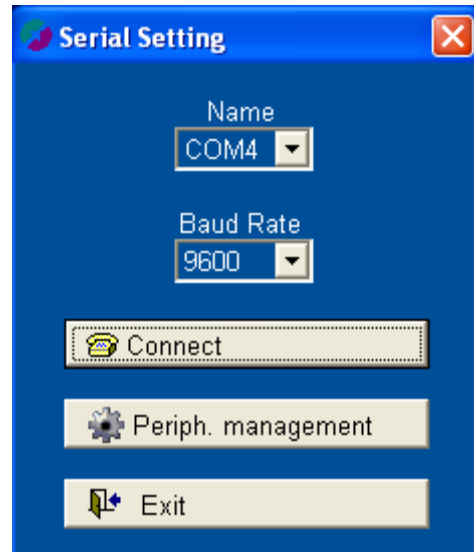 Serial Setting
Name
COM4
Baud Rate
9600
Connect
Periph. management
Exit